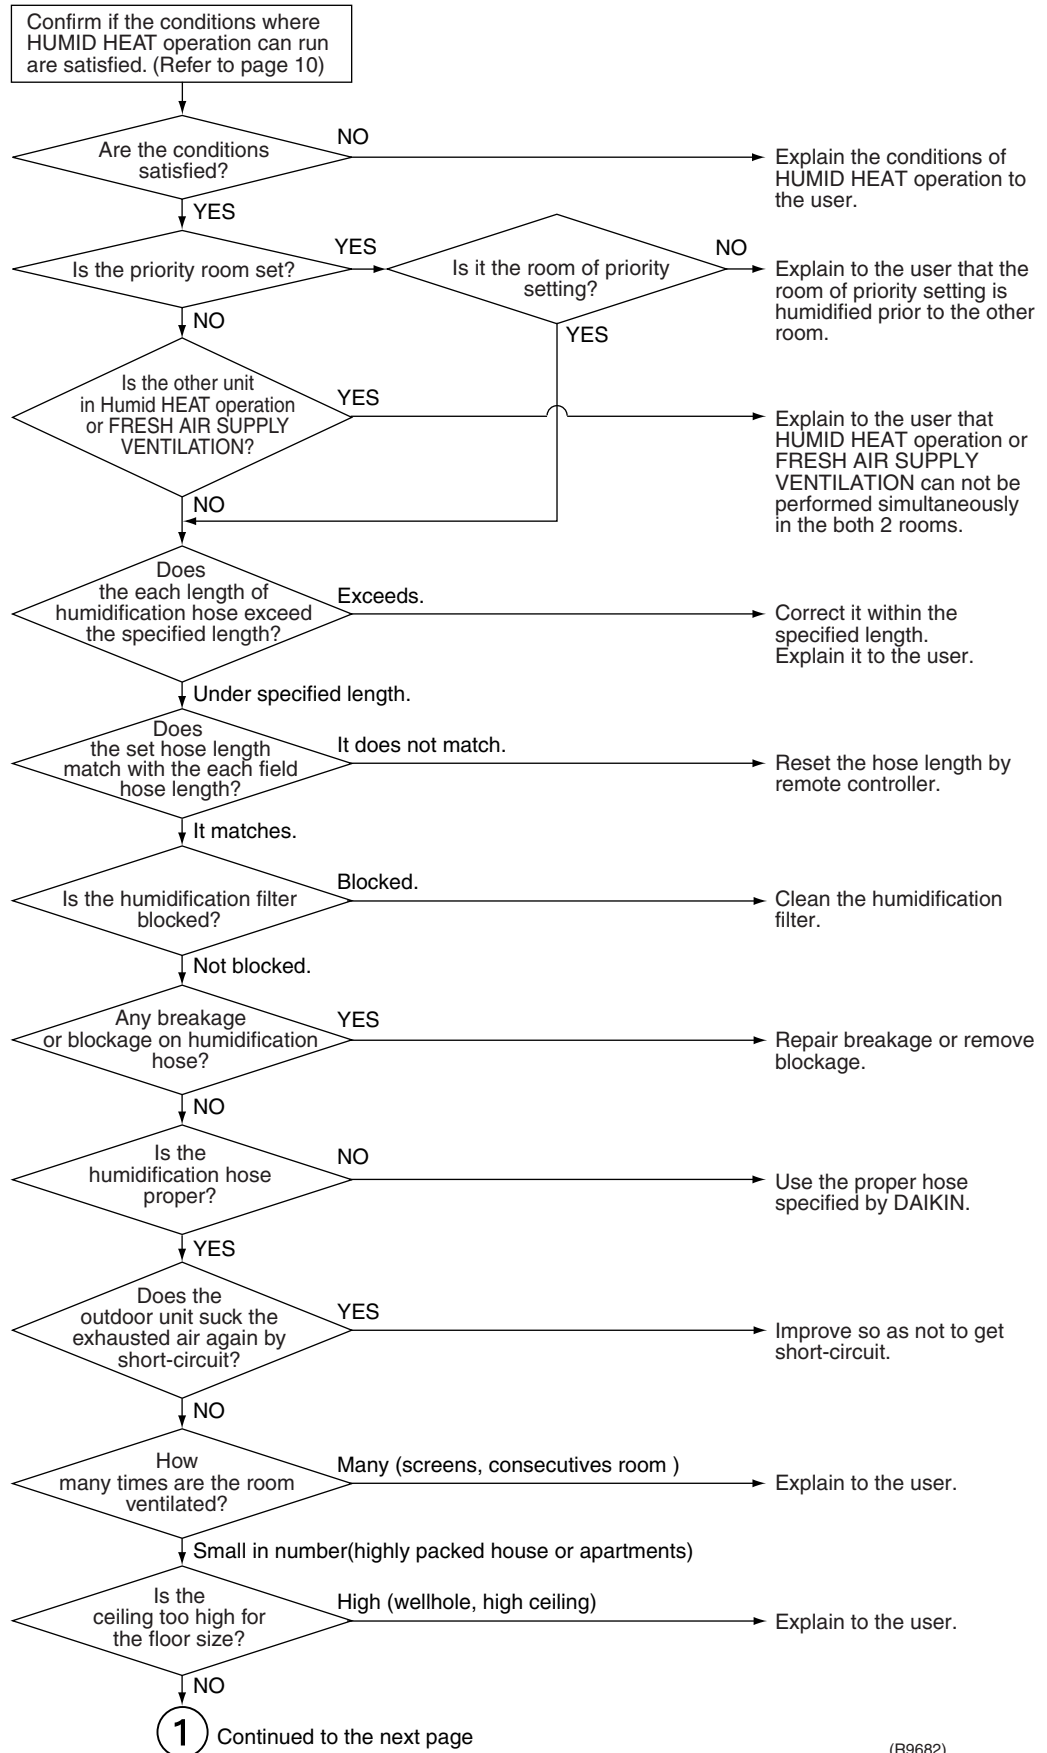 Confirm if the conditions where
HUMID HEAT operation can run
are satisfied. (Refer to page 10)
Are the conditions
satisfied?
NO
Explain the conditions of
HUMID HEAT operation to
the user.
YES
Is the priority room set?
YES
Is it the room of priority
setting?
NO
Explain to the user that the
room of priority setting is
humidified prior to the other
room.
NO
YES
Is the other unit
in Humid HEAT operation
or FRESH AIR SUPPLY
VENTILATION?
YES
Explain to the user that
HUMID HEAT operation or
FRESH AIR SUPPLY
VENTILATION can not be
performed simultaneously
in the both 2 rooms.
NO
Does
the each length of
humidification hose exceed
the specified length?
Exceeds.
Correct it within the
specified length.
Explain it to the user.
Under specified length.
Does
the set hose length
match with the each field
hose length?
It does not match.
Reset the hose length by
remote controller.
It matches.
Is the humidification filter
blocked?
Blocked.
Clean the humidification
filter.
Not blocked.
Any breakage
or blockage on humidification
hose?
YES
Repair breakage or remove
blockage.
NO
Is the
humidification hose
proper?
NO
Use the proper hose
specified by DAIKIN.
YES
Does the
outdoor unit suck the
exhausted air again by
short-circuit?
YES
Improve so as not to get
short-circuit.
NO
How
many times are the room
ventilated?
Many (screens, consecutives room )
Explain to the user.
Small in number(highly packed house or apartments)
Is the
ceiling too high for
the floor size?
High (wellhole, high ceiling)
Explain to the user.
NO
1 Continued to the next page
(R9682)